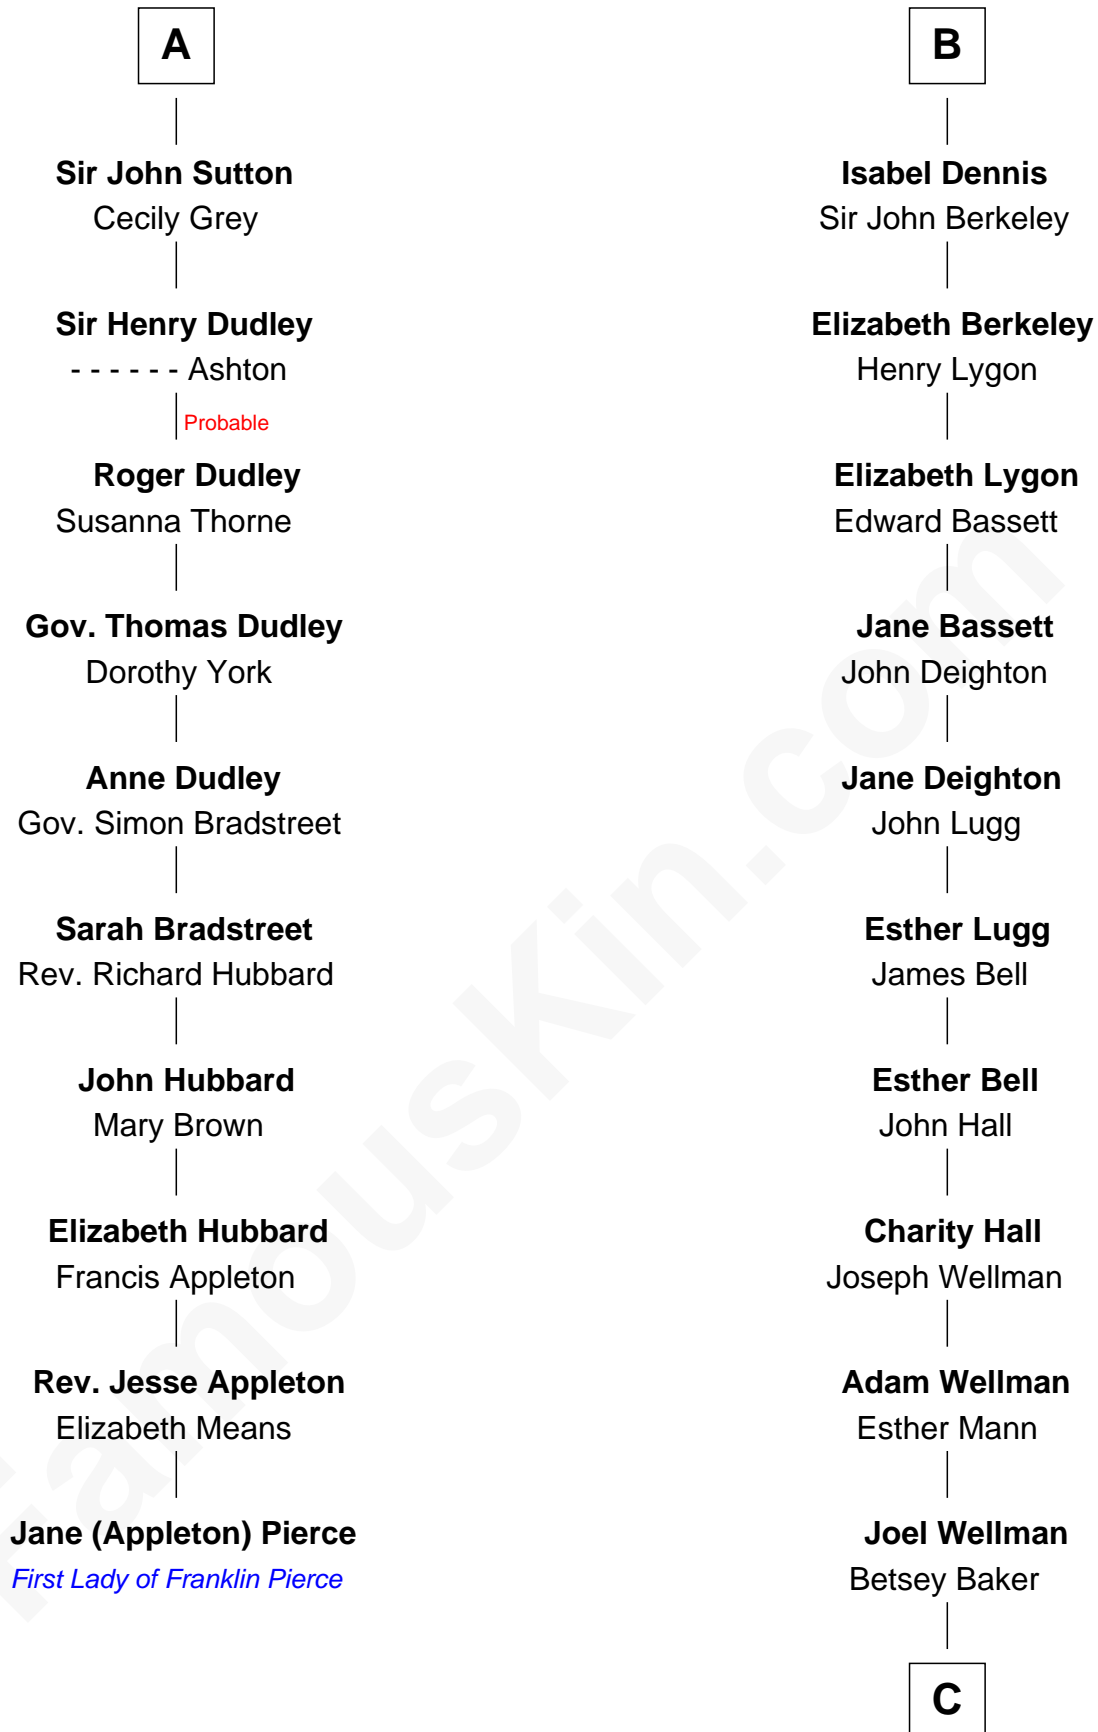 A
Sir John Sutton
Cecily Grey
Sir Henry Dudley
- - - - - - Ashton
Probable
Roger Dudley
Susanna Thorne
Gov. Thomas Dudley
Dorothy York
Anne Dudley
Gov. Simon Bradstreet
Sarah Bradstreet
Rev. Richard Hubbard
John Hubbard
Mary Brown
Elizabeth Hubbard
Francis Appleton
Rev. Jesse Appleton
Elizabeth Means
Jane (Appleton) Pierce
First Lady of Franklin Pierce
B
Isabel Dennis
Sir John Berkeley
Elizabeth Berkeley
Henry Lygon
Elizabeth Lygon
Edward Bassett
Jane Bassett
John Deighton
Jane Deighton
John Lugg
Esther Lugg
James Bell
Esther Bell
John Hall
Charity Hall
Joseph Wellman
Adam Wellman
Esther Mann
Joel Wellman
Betsey Baker
C
FamousKin.com